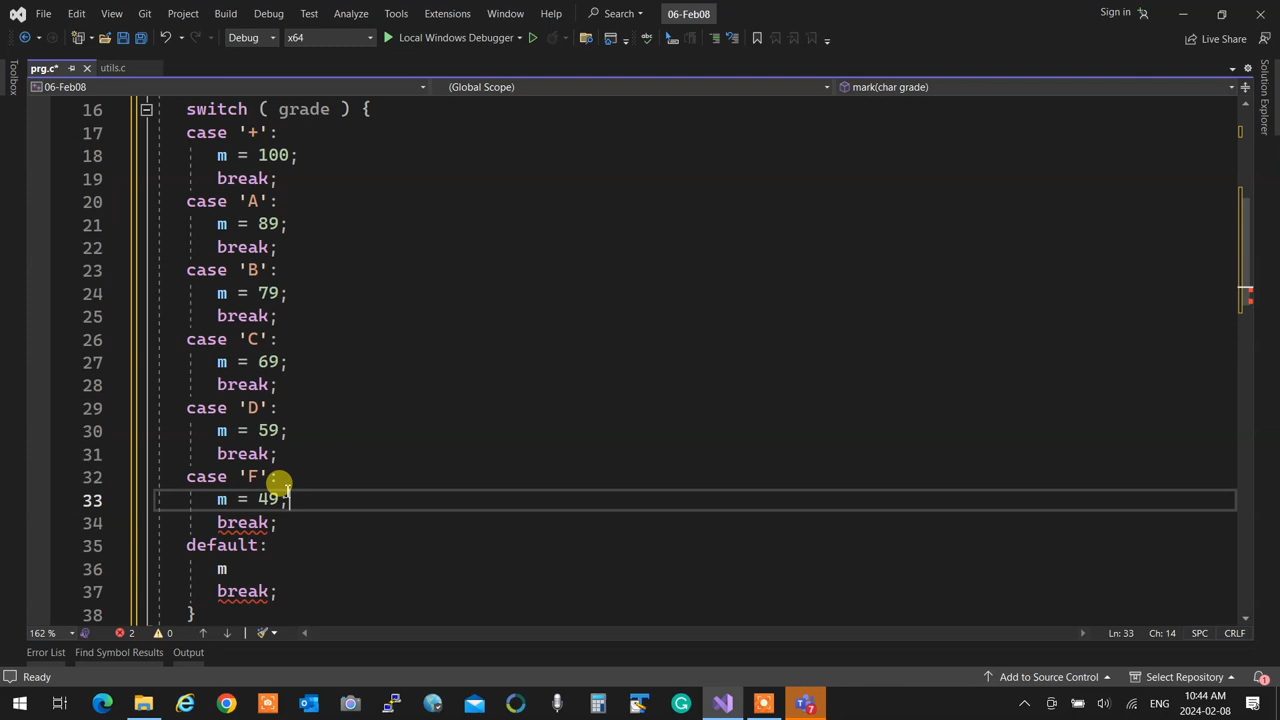 File Edit View Git Project Build Debug Test Analyze Tools Extensions Window Help Search 06-Feb08 Sign in
Debug x64 Local Windows Debugger Live Share
prg.c* utils.c
06-Feb08 (Global Scope) mark(char grade)
Toolbox
Solution Explorer
16 switch ( grade ) {
17 case '+':
18 m = 100;
19 break;
20 case 'A':
21 m = 89;
22 break;
23 case 'B':
24 m = 79;
25 break;
26 case 'C':
27 m = 69;
28 break;
29 case 'D':
30 m = 59;
31 break;
32 case 'F':
33 m = 49;
34 break;
35 default:
36 m
37 break;
38 }
162 % 2 0 Ln: 33 Ch: 14 SPC CRLF
Error List Find Symbol Results Output
Ready Add to Source Control Select Repository 1
7 ENG 10:44 AM
2024-02-08